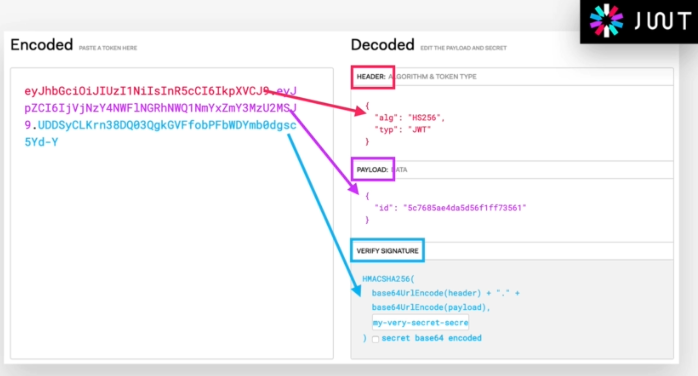 JWT
Encoded PASTE A TOKEN HERE
eyJhbGciOiJIUzI1NiIsInR5cCI6IkpXVCJ9.eyJ
pZCI6IjVjNzY4NWFlNGRhNWQ1NmYxZmY3MzU2MSJ
9.UDDSyCLKrn38DQ03QgkGVFfobPFbWDYmb0dgsc
5Yd-Y
Decoded EDIT THE PAYLOAD AND SECRET
HEADER: ALGORITHM & TOKEN TYPE
{
"alg": "HS256",
"typ": "JWT"
}
PAYLOAD: DATA
{
"id": "5c7685ae4da5d56f1ff73561"
}
VERIFY SIGNATURE
HMACSHA256(
base64UrlEncode(header) + "." +
base64UrlEncode(payload),
my-very-secret-secre
) secret base64 encoded